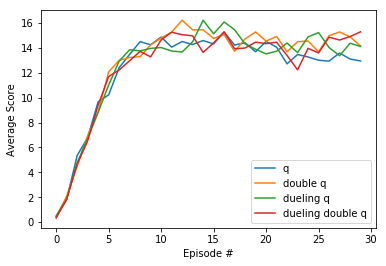 16
14
12
10
8
6
4
2
0
Average Score
0 5 10 15 20 25 30
Episode #
q
double q
dueling q
dueling double q